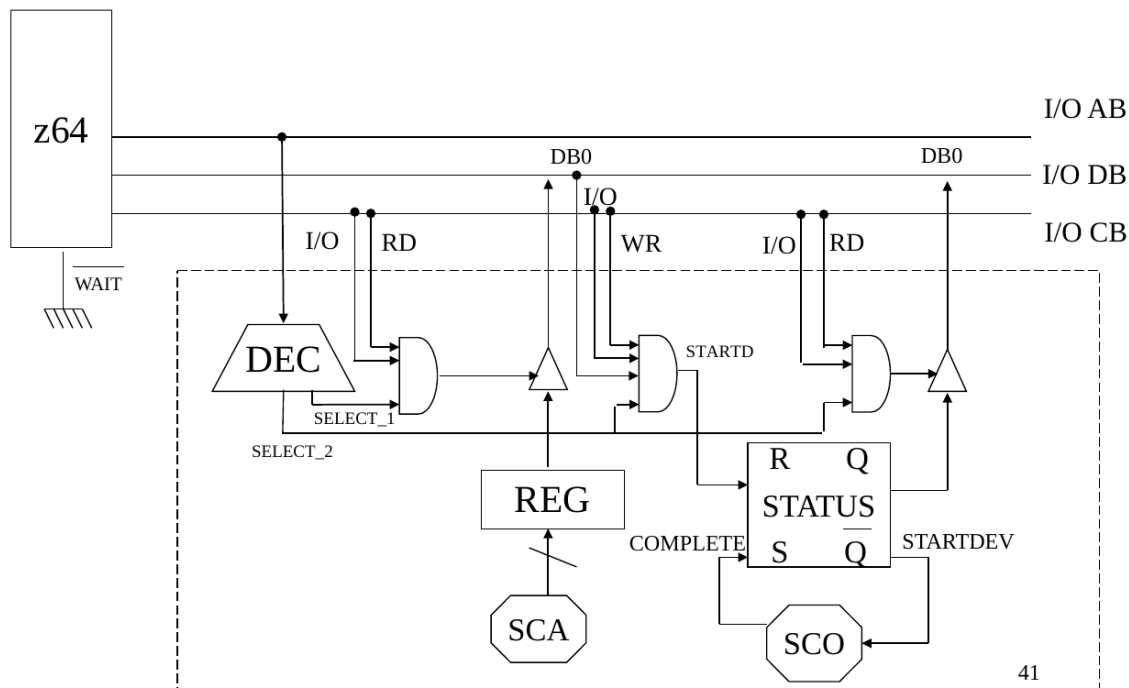 I/O AB
z64
DB0
DB0
I/O DB
I/O
I/O RD
WR
I/O RD
I/O CB
WAIT
DEC
STARTD
SELECT_1
SELECT_2
R Q
REG
STATUS
COMPLETE
S Q
STARTDEV
SCA
SCO
41